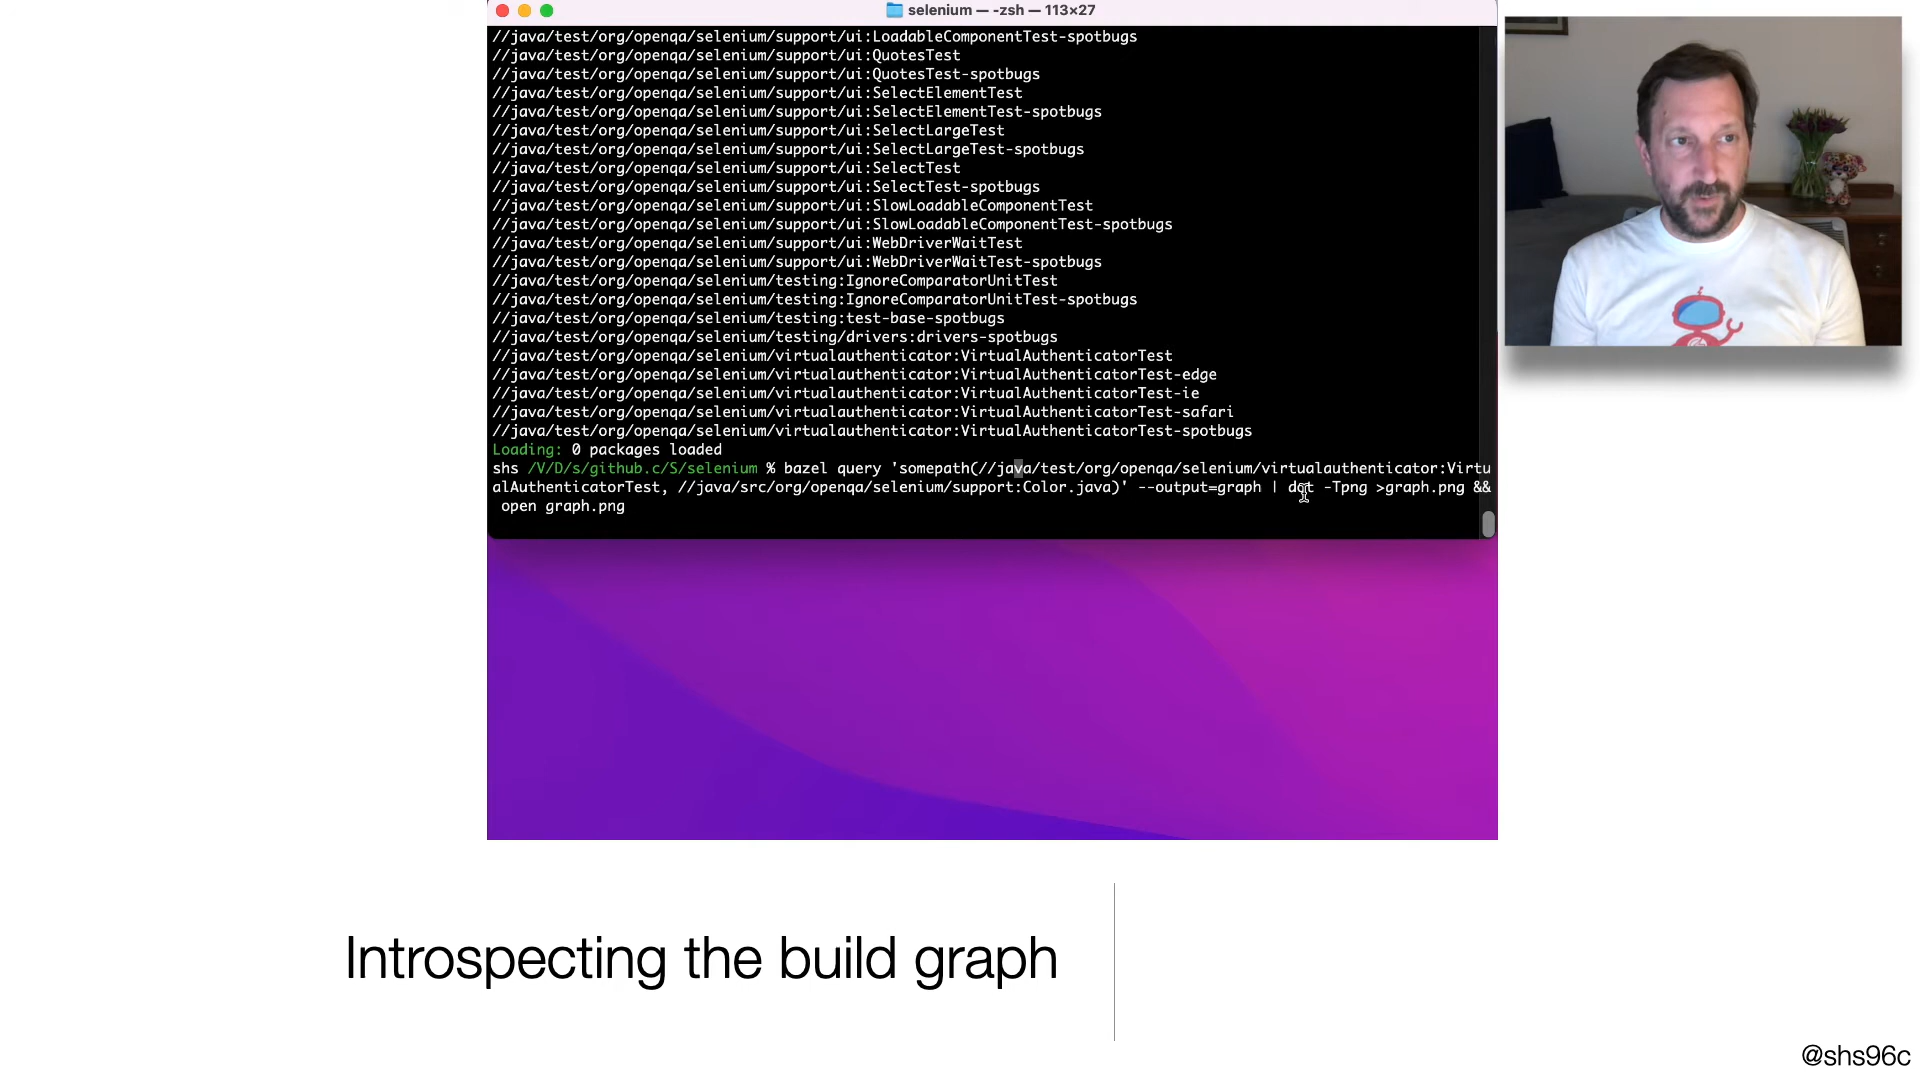 selenium — -zsh — 113×27
//java/test/org/openqa/selenium/support/ui:LoadableComponentTest-spotbugs
//java/test/org/openqa/selenium/support/ui:QuotesTest
//java/test/org/openqa/selenium/support/ui:QuotesTest-spotbugs
//java/test/org/openqa/selenium/support/ui:SelectElementTest
//java/test/org/openqa/selenium/support/ui:SelectElementTest-spotbugs
//java/test/org/openqa/selenium/support/ui:SelectLargeTest
//java/test/org/openqa/selenium/support/ui:SelectLargeTest-spotbugs
//java/test/org/openqa/selenium/support/ui:SelectTest
//java/test/org/openqa/selenium/support/ui:SelectTest-spotbugs
//java/test/org/openqa/selenium/support/ui:SlowLoadableComponentTest
//java/test/org/openqa/selenium/support/ui:SlowLoadableComponentTest-spotbugs
//java/test/org/openqa/selenium/support/ui:WebDriverWaitTest
//java/test/org/openqa/selenium/support/ui:WebDriverWaitTest-spotbugs
//java/test/org/openqa/selenium/testing:IgnoreComparatorUnitTest
//java/test/org/openqa/selenium/testing:IgnoreComparatorUnitTest-spotbugs
//java/test/org/openqa/selenium/testing:test-base-spotbugs
//java/test/org/openqa/selenium/testing/drivers:drivers-spotbugs
//java/test/org/openqa/selenium/virtualauthenticator:VirtualAuthenticatorTest
//java/test/org/openqa/selenium/virtualauthenticator:VirtualAuthenticatorTest-edge
//java/test/org/openqa/selenium/virtualauthenticator:VirtualAuthenticatorTest-ie
//java/test/org/openqa/selenium/virtualauthenticator:VirtualAuthenticatorTest-safari
//java/test/org/openqa/selenium/virtualauthenticator:VirtualAuthenticatorTest-spotbugs
Loading: 0 packages loaded
shs /V/D/s/github.c/S/selenium % bazel query 'somepath(//java/test/org/openqa/selenium/virtualauthenticator:Virtu
alAuthenticatorTest, //java/src/org/openqa/selenium/support:Color.java)' --output=graph | dot -Tpng >graph.png &&
open graph.png
Introspecting the build graph
@shs96c